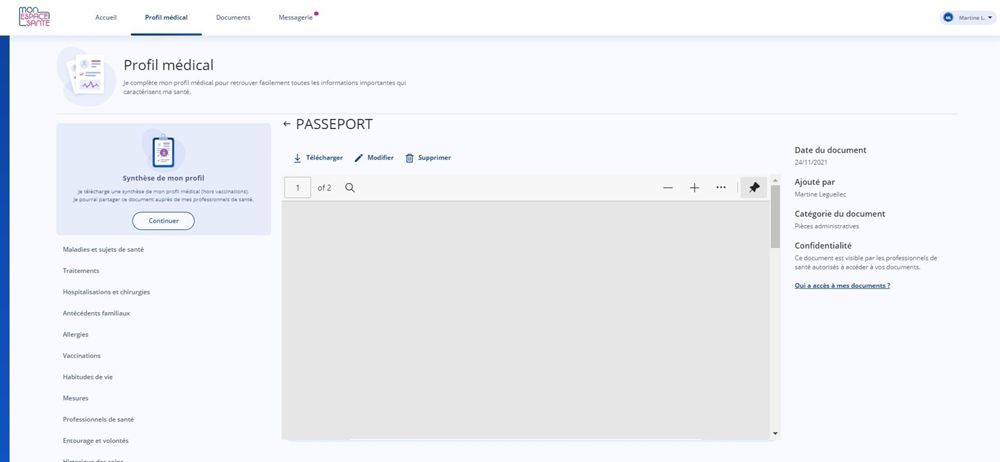 MON
ESPACE
SANTÉ
Accueil
Profil médical
Documents
Messagerie
ML
Martine L.
Profil médical
Je complète mon profil médical pour retrouver facilement toutes les informations importantes qui
caractérisent ma santé.
Synthèse de mon profil
Je télécharge une synthèse de mon profil médical (hors vaccinations).
Je pourrai partager ce document auprès de mes professionnels de santé.
Continuer
Maladies et sujets de santé
Traitements
Hospitalisations et chirurgies
Antécédents familiaux
Allergies
Vaccinations
Habitudes de vie
Mesures
Professionnels de santé
Entourage et volontés
Historique des soins
PASSEPORT
Télécharger
Modifier
Supprimer
1 of 2
Date du document
24/11/2021
Ajouté par
Martine Leguellec
Catégorie du document
Pièces administratives
Confidentialité
Ce document est visible par les professionnels de
santé autorisés à accéder à vos documents.
Qui a accès à mes documents ?